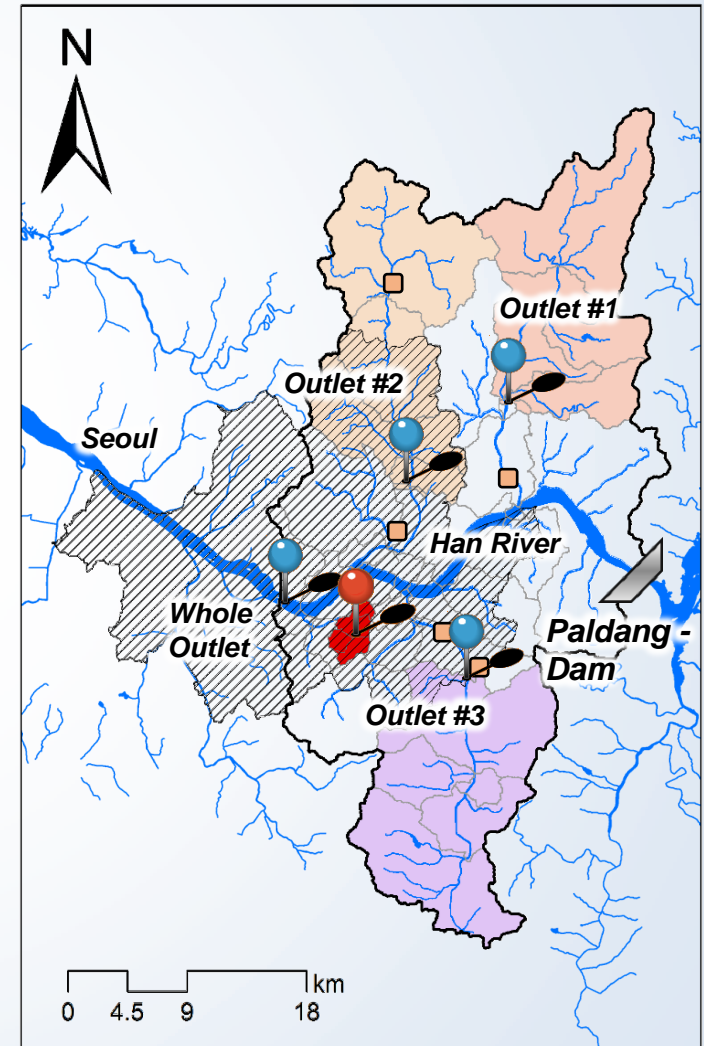 N
Outlet #1
Outlet #2
Seoul
Han River
Whole
Outlet
Paldang -
Dam
Outlet #3
km
0 4.5 9 18